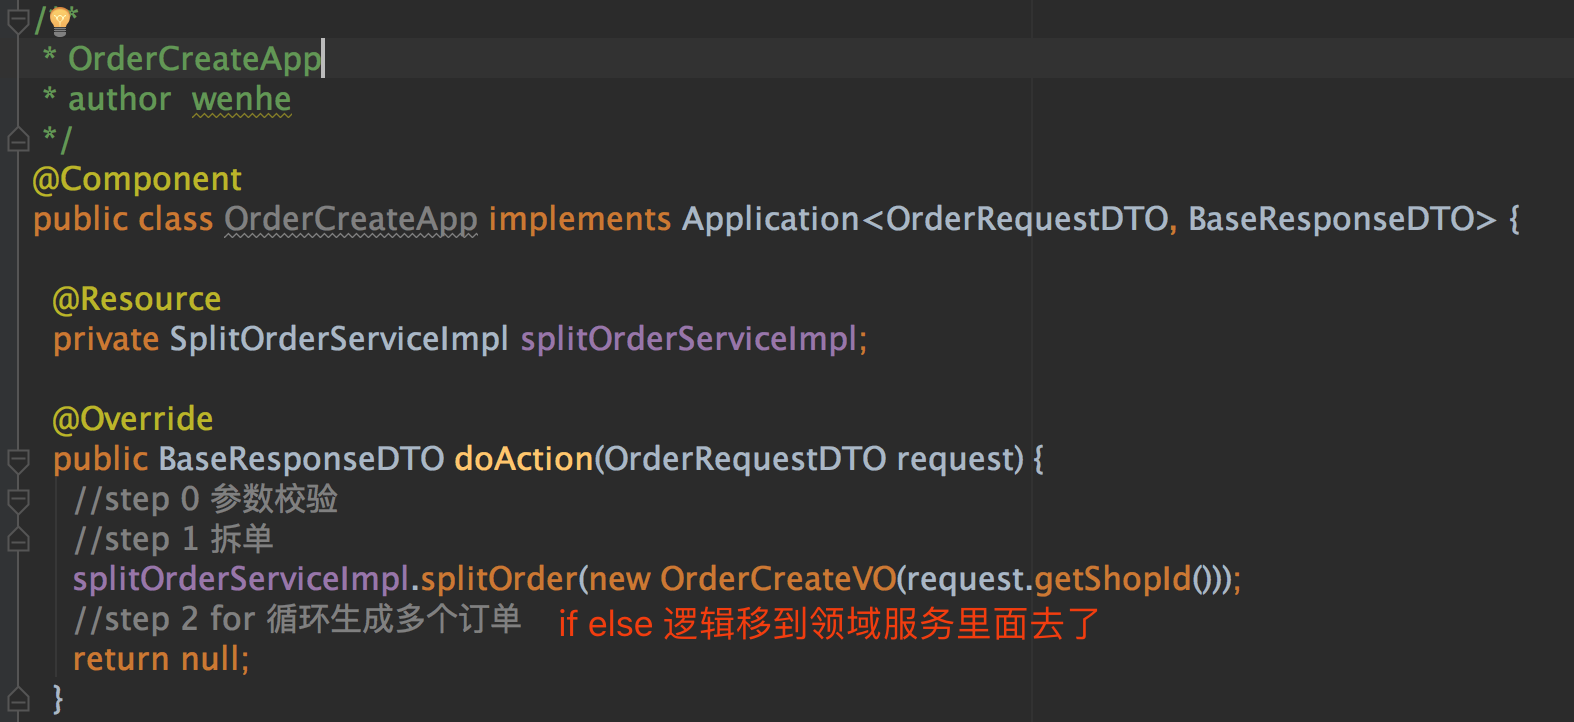 /**
* OrderCreateApp
* author  wenhe
*/
@Component
public class OrderCreateApp implements Application<OrderRequestDTO, BaseResponseDTO> {
@Resource
private SplitOrderServiceImpl splitOrderServiceImpl;
@Override
public BaseResponseDTO doAction(OrderRequestDTO request) {
//step 0 参数校验
//step 1 拆单
splitOrderServiceImpl.splitOrder(new OrderCreateVO(request.getShopId()));
//step 2 for 循环生成多个订单 if else 逻辑移到领域服务里面去了
return null;
}